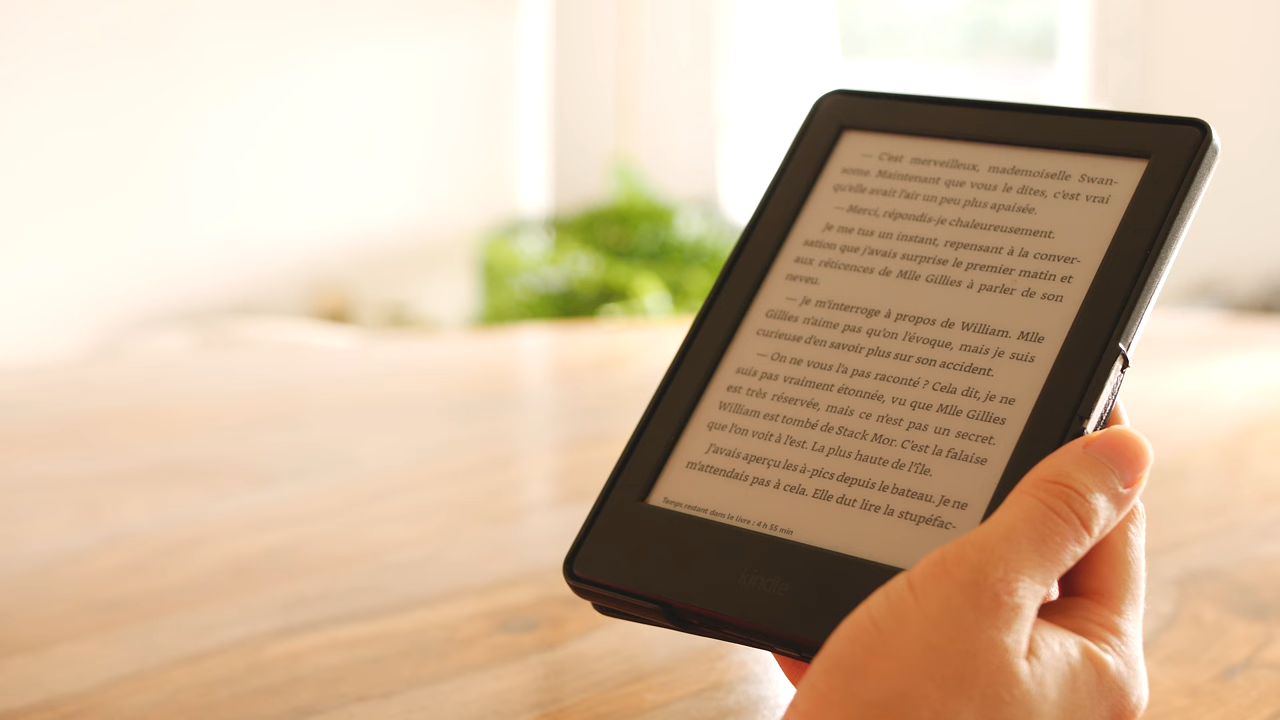 — C'est merveilleux, mademoiselle Swan-
some. Maintenant que vous le dites, c'est vrai
qu'elle avait l'air un peu plus apaisée.
— Merci, répondis-je chaleureusement.
Je me tus un instant, repensant à la conver-
sation que j'avais surprise le premier matin et
aux réticences de Mlle Gillies à parler de son
neveu.
— Je m'interroge à propos de William. Mlle
Gillies n'aime pas qu'on l'évoque, mais je suis
curieuse d'en savoir plus sur son accident.
— On ne vous l'a pas raconté ? Cela dit, je ne
suis pas vraiment étonnée, vu que Mlle Gillies
est très réservée, mais ce n'est pas un secret.
William est tombé de Stack Mor. C'est la falaise
que l'on voit à l'est. La plus haute de l'île.
J'avais aperçu les à-pics depuis le bateau. Je ne
m'attendais pas à cela. Elle dut lire la stupéfac-
Temps restant dans le livre : 4 h 55 min
kindle